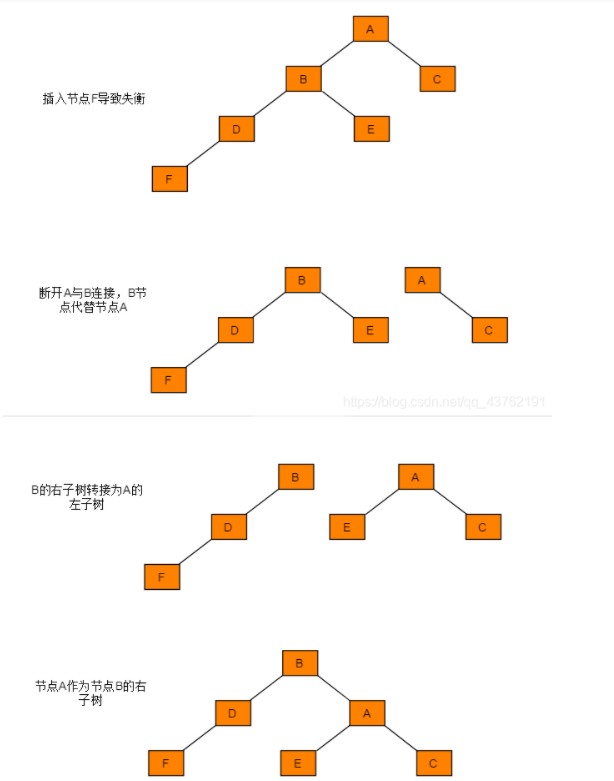 A
B
C
插入节点F导致失衡
D
E
F
B
A
断开A与B连接，B节
点代替节点A
D
E
C
F
https://blog.csdn.net/qq_43762191
B
A
B的右子树转接为A的
左子树
D
E
C
F
B
节点A作为节点B的右
子树
D
A
F
E
C